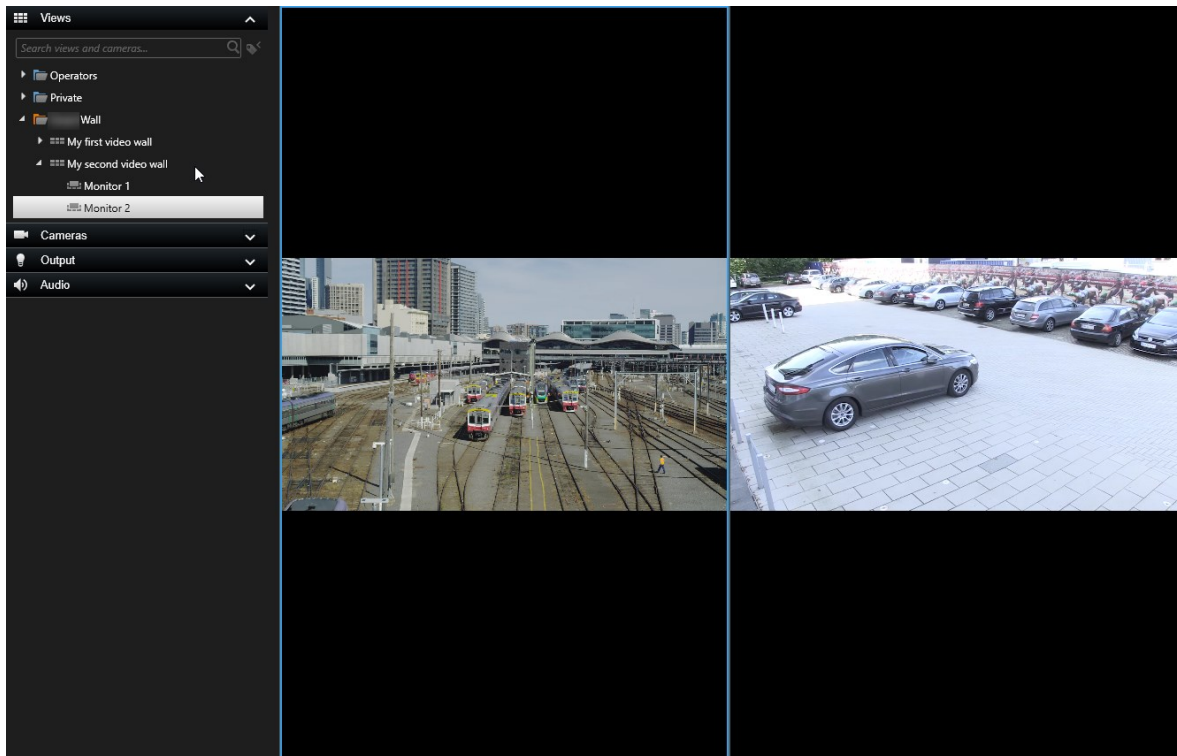 Views
Search views and cameras...
Operators
Private
Wall
My first video wall
My second video wall
Monitor 1
Monitor 2
Cameras
Output
Audio